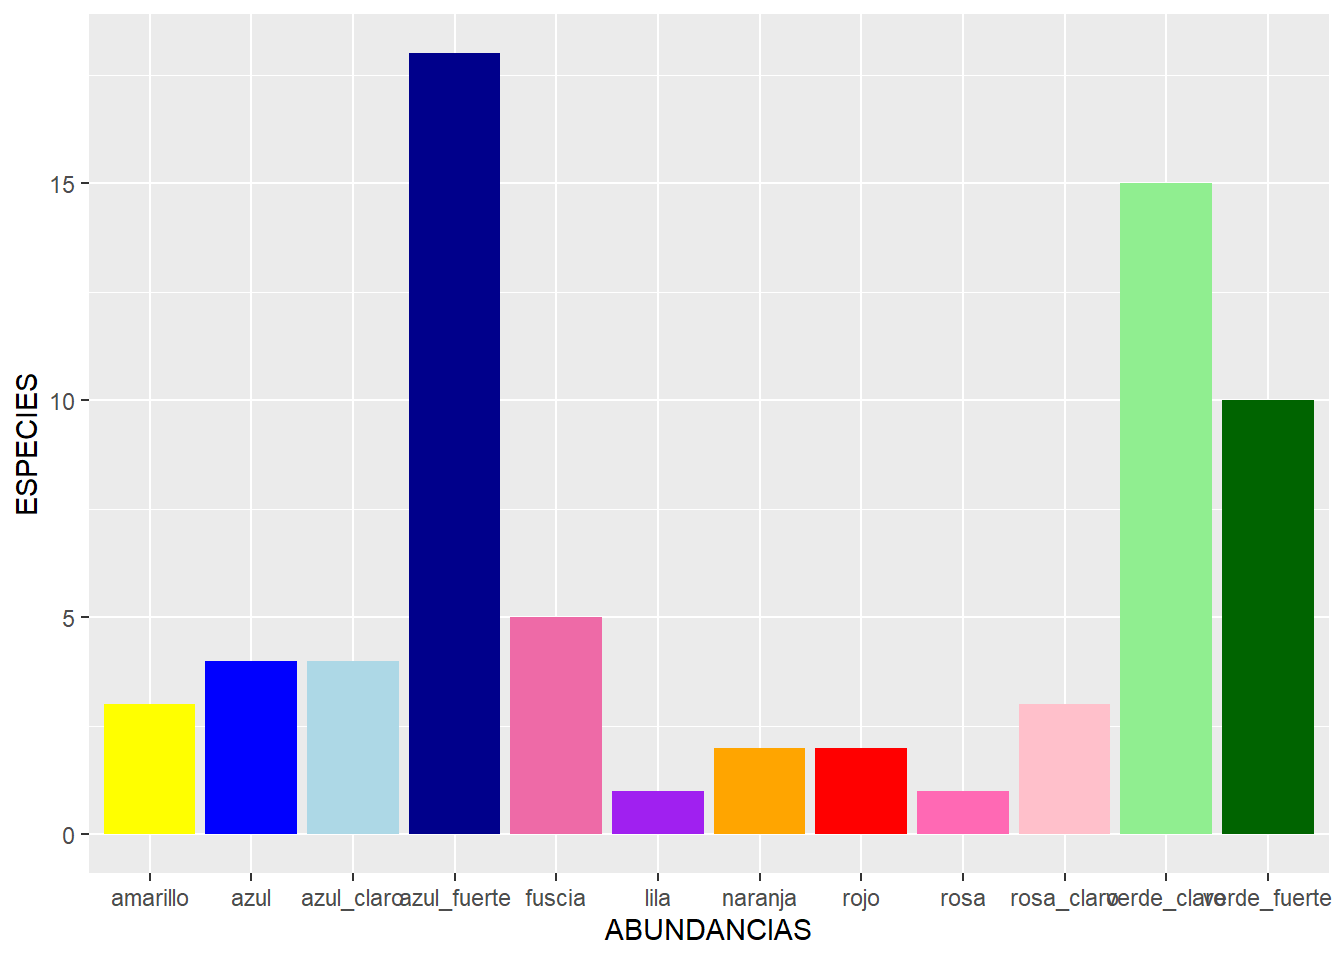 ESPECIES
15
10
5
0
amarillo azul azul_claro azul_fuerte fuscia lila naranja rojo rosa rosa_claro verde_claro verde_fuerte
ABUNDANCIAS